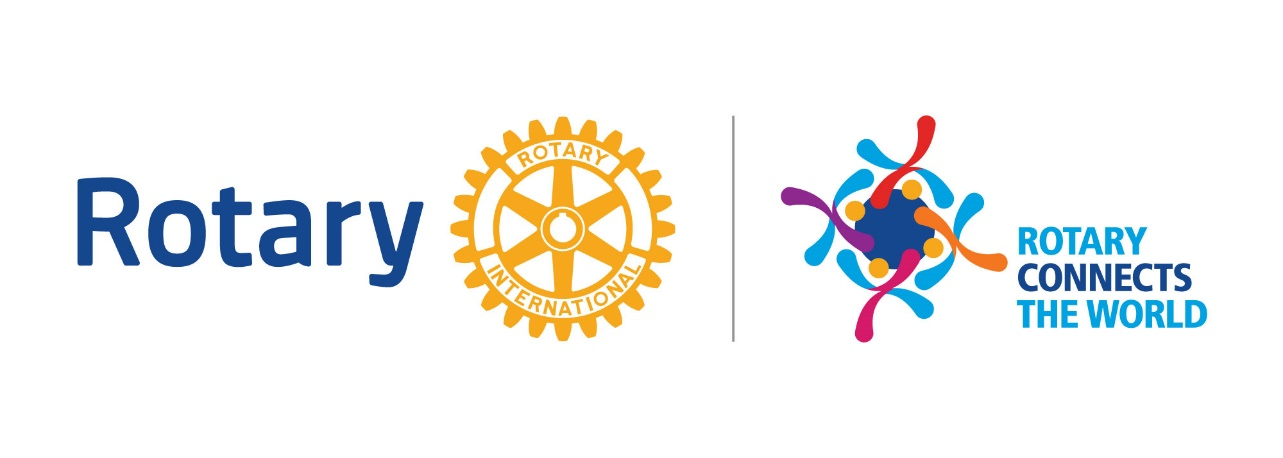 Rotary
ROTARY
INTERNATIONAL
ROTARY
CONNECTS
THE WORLD